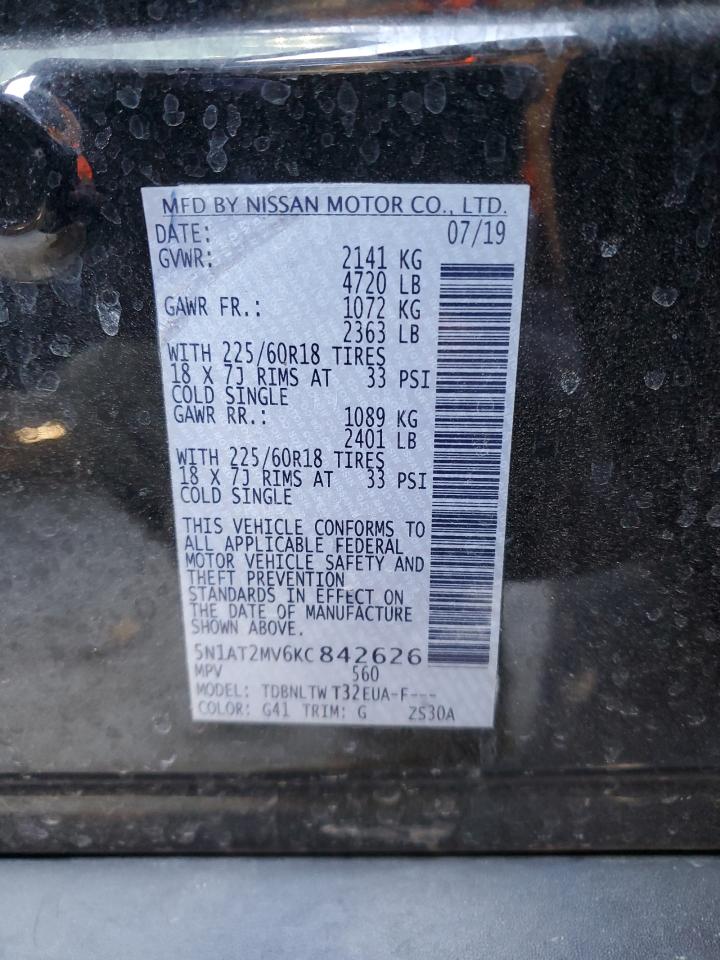 MFD BY NISSAN MOTOR CO., LTD.
DATE: 07/19
GVWR: 2141 KG
4720 LB
GAWR FR.: 1072 KG
2363 LB
WITH 225/60R18 TIRES
18 X 7J RIMS AT 33 PSI
COLD SINGLE
GAWR RR.: 1089 KG
2401 LB
WITH 225/60R18 TIRES
18 X 7J RIMS AT 33 PSI
COLD SINGLE
THIS VEHICLE CONFORMS TO
ALL APPLICABLE FEDERAL
MOTOR VEHICLE SAFETY AND
THEFT PREVENTION
STANDARDS IN EFFECT ON
THE DATE OF MANUFACTURE
SHOWN ABOVE.
5N1AT2MV6KC842626
MPV 560
MODEL: TDBNLTW T32EUA-F---
COLOR: G41 TRIM: G ZS30A